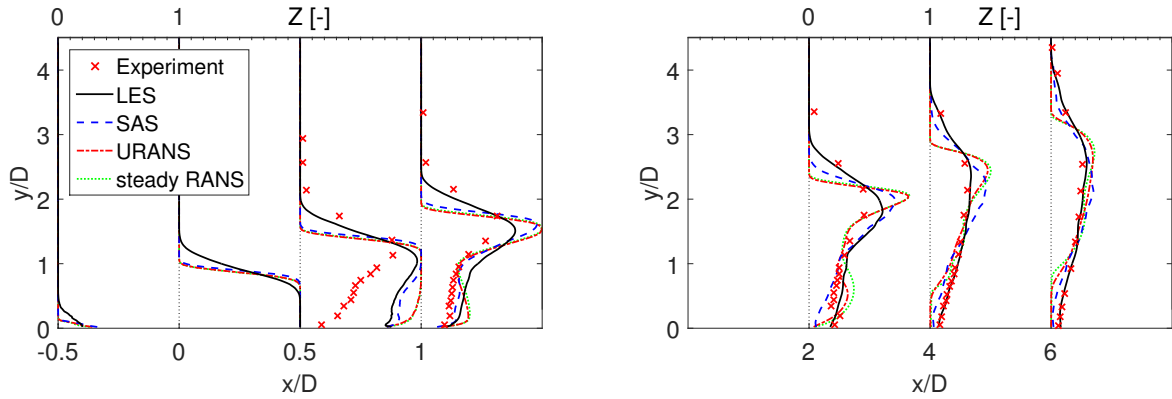 0 1 Z [-]
4
3
2
1
0
y/D
Experiment
LES
SAS
URANS
steady RANS
-0.5 0 0.5 1
x/D
0 1 Z [-]
4
3
2
1
0
y/D
2 4 6
x/D